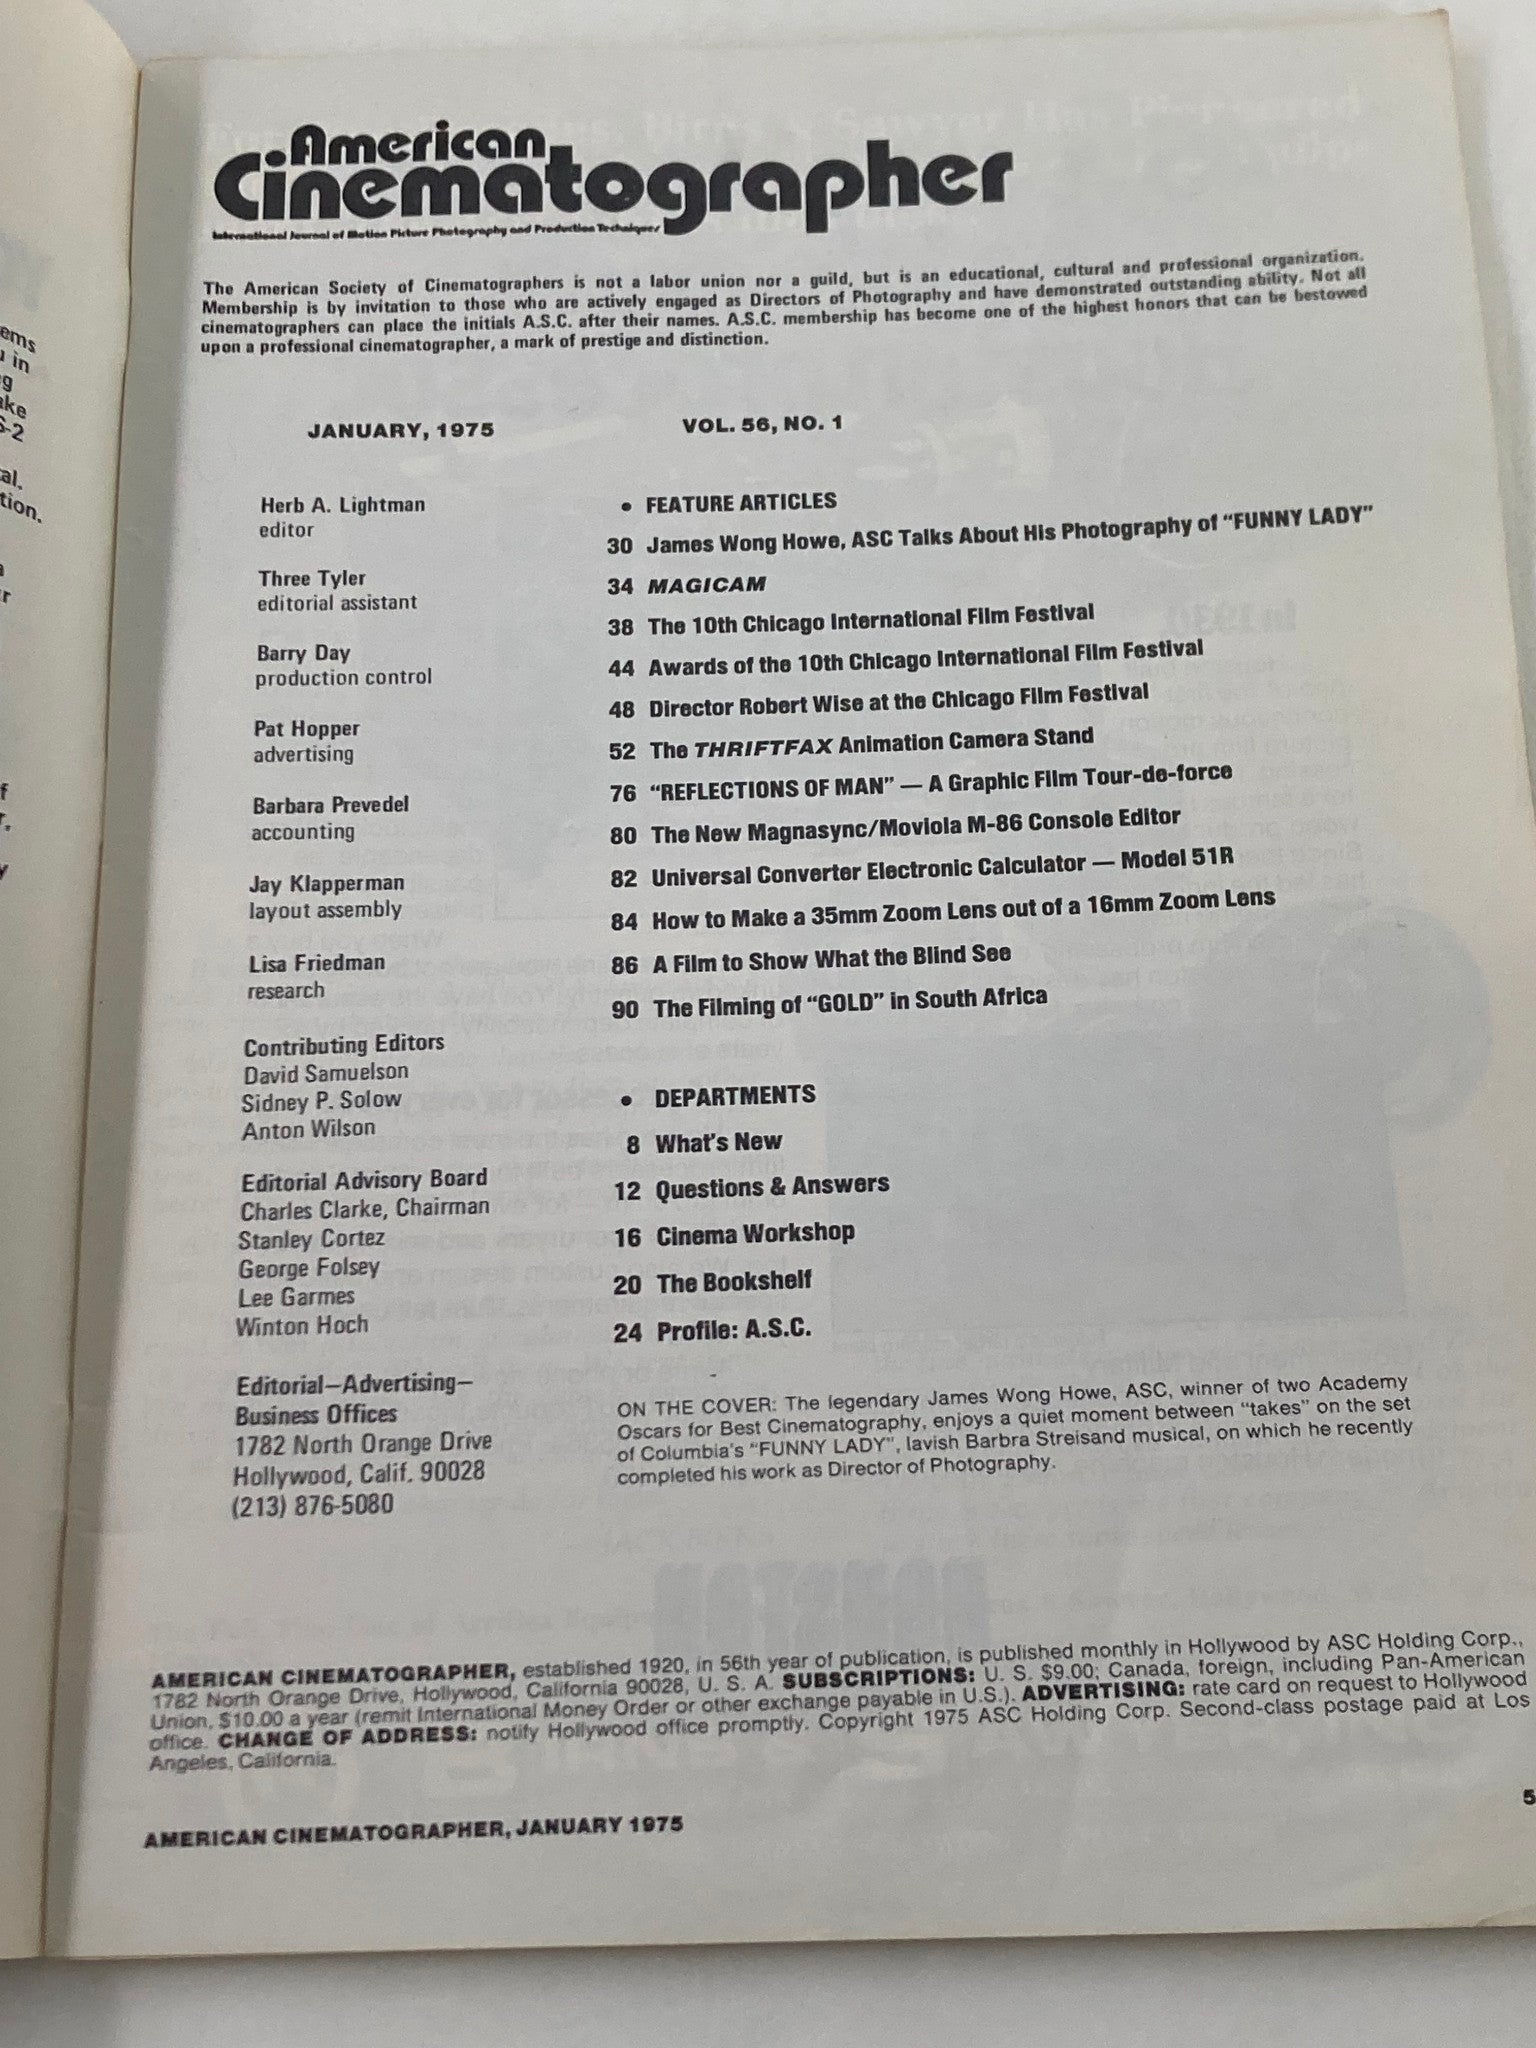 American
Cinematographer
International Journal of Motion Picture Photography and Production Techniques
The American Society of Cinematographers is not a labor union nor a guild, but is an educational, cultural and professional organization.
Membership is by invitation to those who are actively engaged as Directors of Photography and have demonstrated outstanding ability. Not all
cinematographers can place the initials A.S.C. after their names. A.S.C. membership has become one of the highest honors that can be bestowed
upon a professional cinematographer, a mark of prestige and distinction.
JANUARY, 1975
VOL. 56, NO. 1
Herb A. Lightman
editor
Three Tyler
editorial assistant
Barry Day
production control
Pat Hopper
advertising
Barbara Prevedel
accounting
Jay Klapperman
layout assembly
Lisa Friedman
research
Contributing Editors
David Samuelson
Sidney P. Solow
Anton Wilson
Editorial Advisory Board
Charles Clarke, Chairman
Stanley Cortez
George Folsey
Lee Garmes
Winton Hoch
Editorial—Advertising—
Business Offices
1782 North Orange Drive
Hollywood, Calif. 90028
(213) 876-5080
• FEATURE ARTICLES
30 James Wong Howe, ASC Talks About His Photography of “FUNNY LADY”
34 MAGICAM
38 The 10th Chicago International Film Festival
44 Awards of the 10th Chicago International Film Festival
48 Director Robert Wise at the Chicago Film Festival
52 The THRIFTFAX Animation Camera Stand
76 “REFLECTIONS OF MAN” — A Graphic Film Tour-de-force
80 The New Magnasync/Moviola M-86 Console Editor
82 Universal Converter Electronic Calculator — Model 51R
84 How to Make a 35mm Zoom Lens out of a 16mm Zoom Lens
86 A Film to Show What the Blind See
90 The Filming of “GOLD” in South Africa
• DEPARTMENTS
8 What's New
12 Questions & Answers
16 Cinema Workshop
20 The Bookshelf
24 Profile: A.S.C.
ON THE COVER: The legendary James Wong Howe, ASC, winner of two Academy
Oscars for Best Cinematography, enjoys a quiet moment between “takes” on the set
of Columbia's “FUNNY LADY”, lavish Barbra Streisand musical, on which he recently
completed his work as Director of Photography.
AMERICAN CINEMATOGRAPHER, established 1920, in 56th year of publication, is published monthly in Hollywood by ASC Holding Corp.,
1782 North Orange Drive, Hollywood, California 90028, U. S. A. SUBSCRIPTIONS: U. S. $9.00; Canada, foreign, including Pan-American
Union, $10.00 a year (remit International Money Order or other exchange payable in U.S.). ADVERTISING: rate card on request to Hollywood
office. CHANGE OF ADDRESS: notify Hollywood office promptly. Copyright 1975 ASC Holding Corp. Second-class postage paid at Los
Angeles, California.
AMERICAN CINEMATOGRAPHER, JANUARY 1975
5